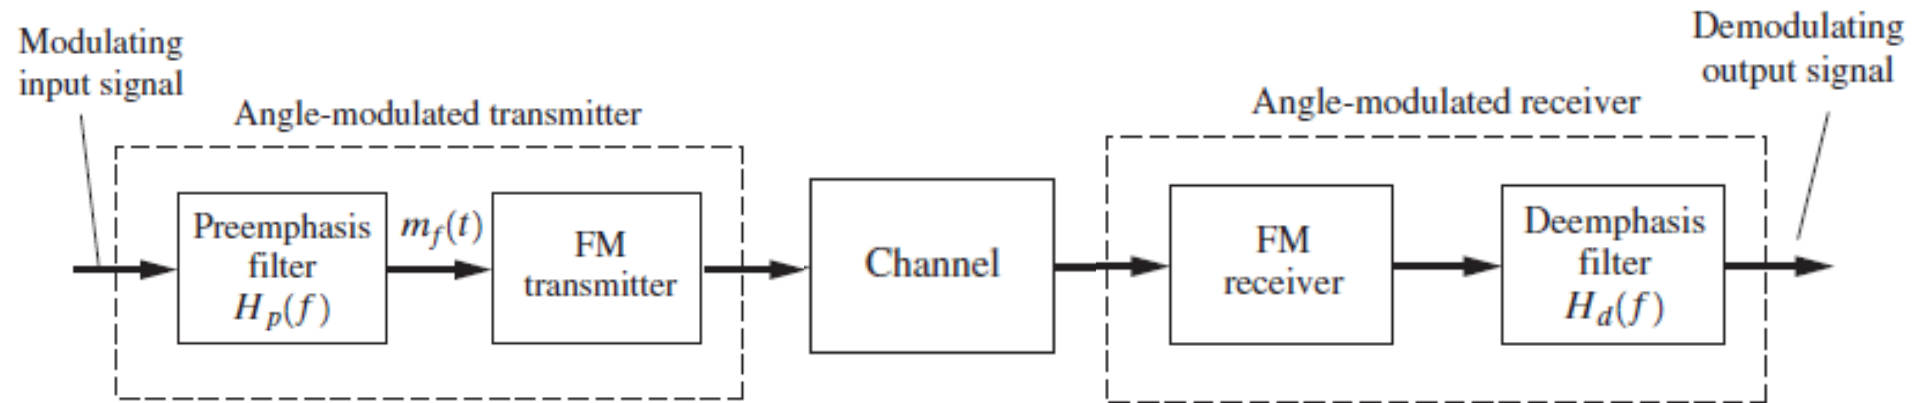 Modulating
input signal
Angle-modulated transmitter
Preemphasis
filter
H_p(f)
m_f(t)
FM
transmitter
Channel
Angle-modulated receiver
FM
receiver
Deemphasis
filter
H_d(f)
Demodulating
output signal